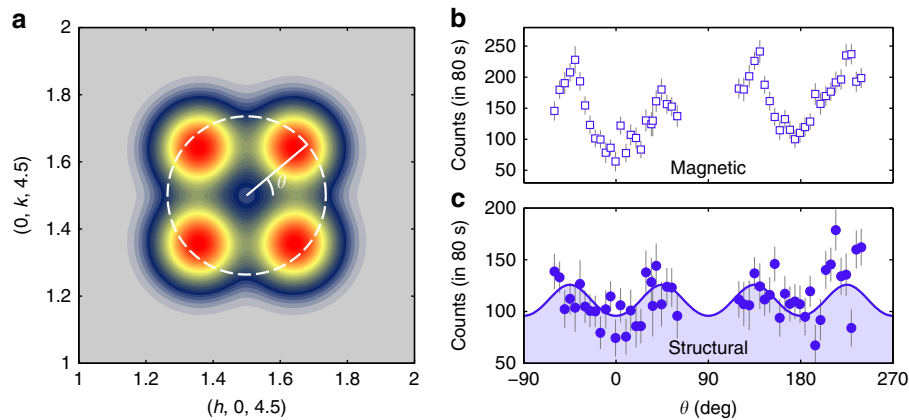 a
2
1.8
1.6
1.4
1.2
1
1
1.2
1.4
1.6
1.8
2
(0, k, 4.5)
(h, 0, 4.5)
θ
b
250
200
150
100
50
Counts (in 80 s)
Magnetic
c
200
150
100
50
Counts (in 80 s)
Structural
−90
0
90
180
270
θ (deg)